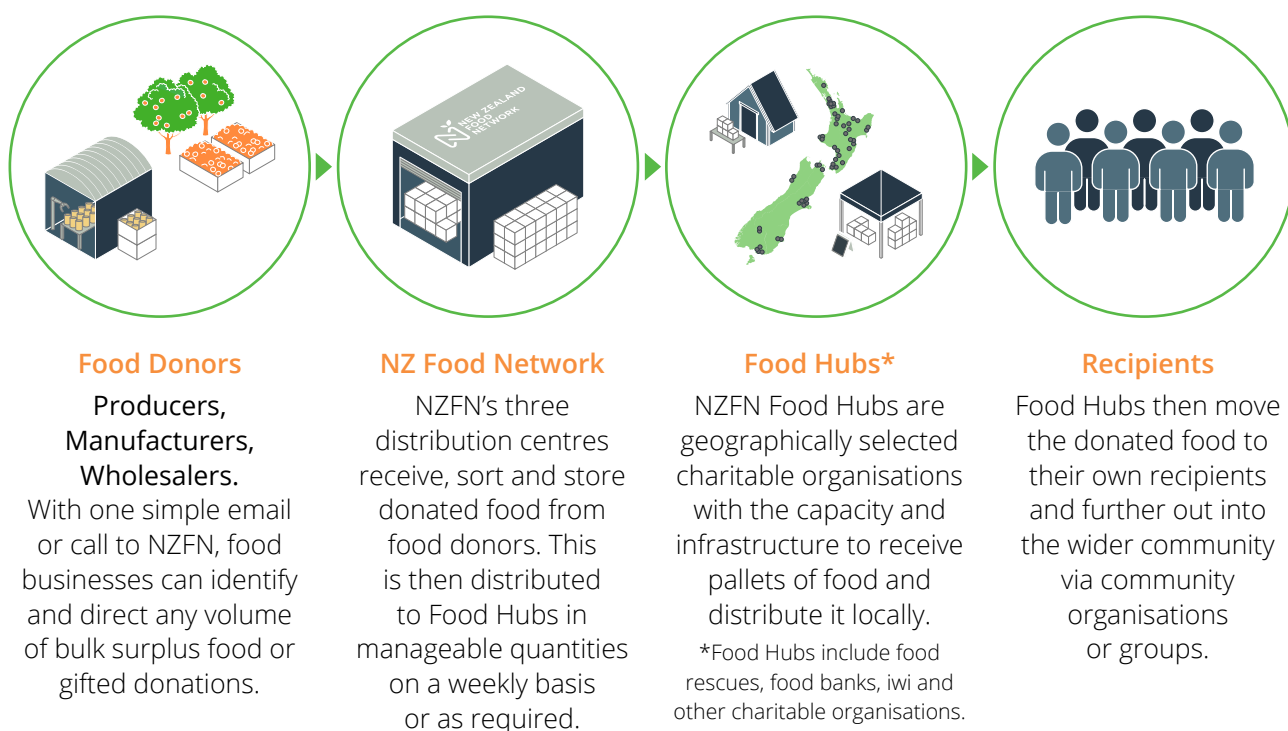 NEW ZEALAND
FOOD
NETWORK
Food Donors
Producers,
Manufacturers,
Wholesalers.
With one simple email
or call to NZFN, food
businesses can identify
and direct any volume
of bulk surplus food or
gifted donations.
NZ Food Network
NZFN’s three
distribution centres
receive, sort and store
donated food from
food donors. This
is then distributed
to Food Hubs in
manageable quantities
on a weekly basis
or as required.
Food Hubs*
NZFN Food Hubs are
geographically selected
charitable organisations
with the capacity and
infrastructure to receive
pallets of food and
distribute it locally.
*Food Hubs include food
rescues, food banks, iwi and
other charitable organisations.
Recipients
Food Hubs then move
the donated food to
their own recipients
and further out into
the wider community
via community
organisations
or groups.